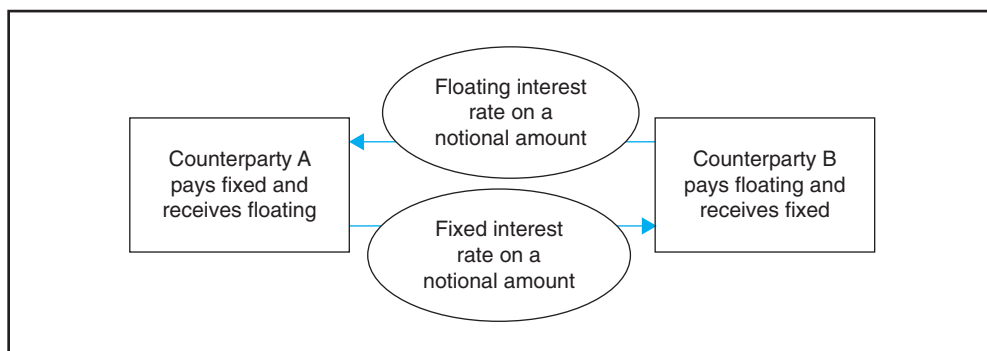 Floating interest
rate on a
notional amount
Counterparty A
pays fixed and
receives floating
Counterparty B
pays floating and
receives fixed
Fixed interest
rate on a
notional amount